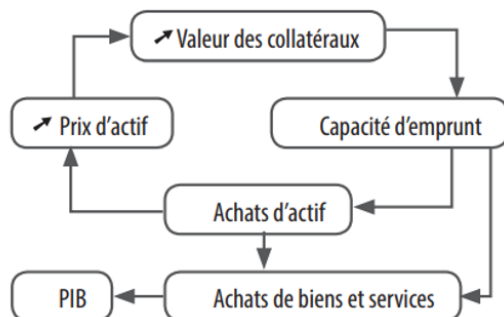 ➚ Valeur des collatéraux
➚ Prix d'actif
Capacité d'emprunt
Achats d'actif
PIB
Achats de biens et services